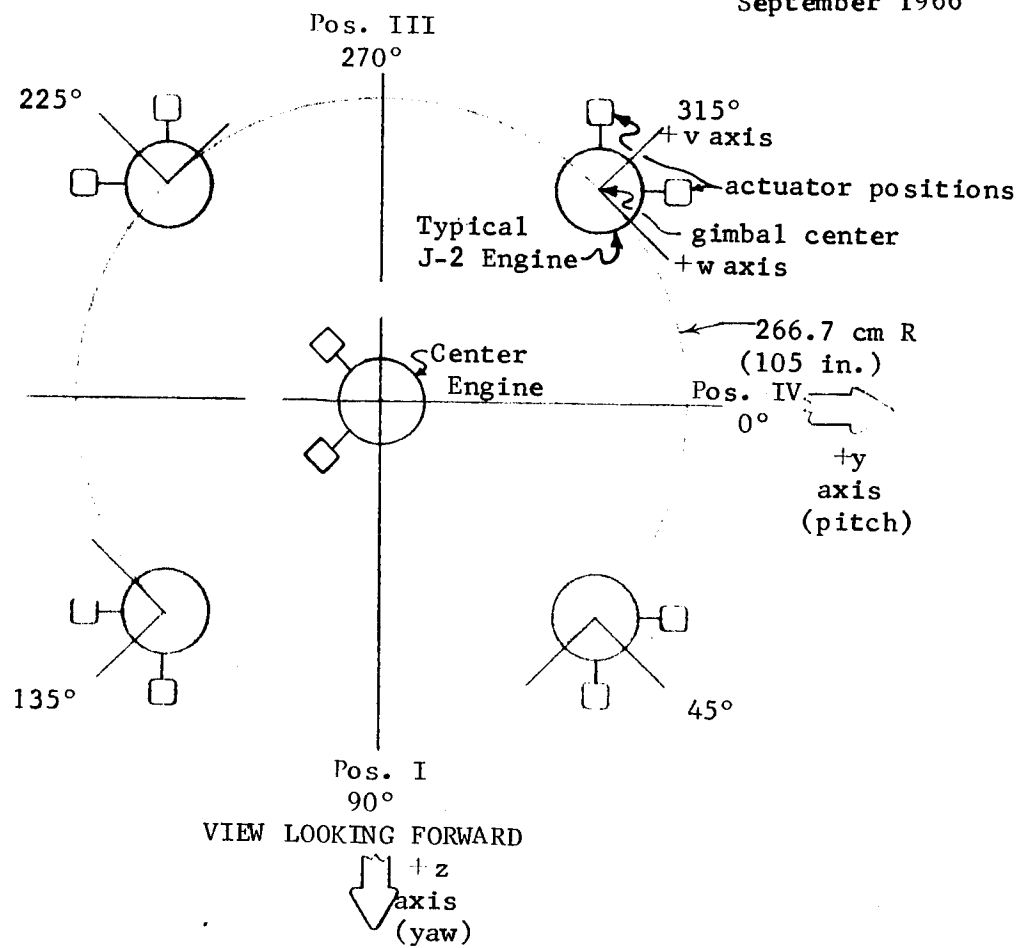 September 1966
Pos. III
270°
225°
315°
+v axis
actuator positions
Typical
J-2 Engine
gimbal center
+w axis
266.7 cm R
(105 in.)
Center
Engine
Pos. IV
0°
+y
axis
(pitch)
135°
45°
Pos. I
90°
VIEW LOOKING FORWARD
+z
axis
(yaw)